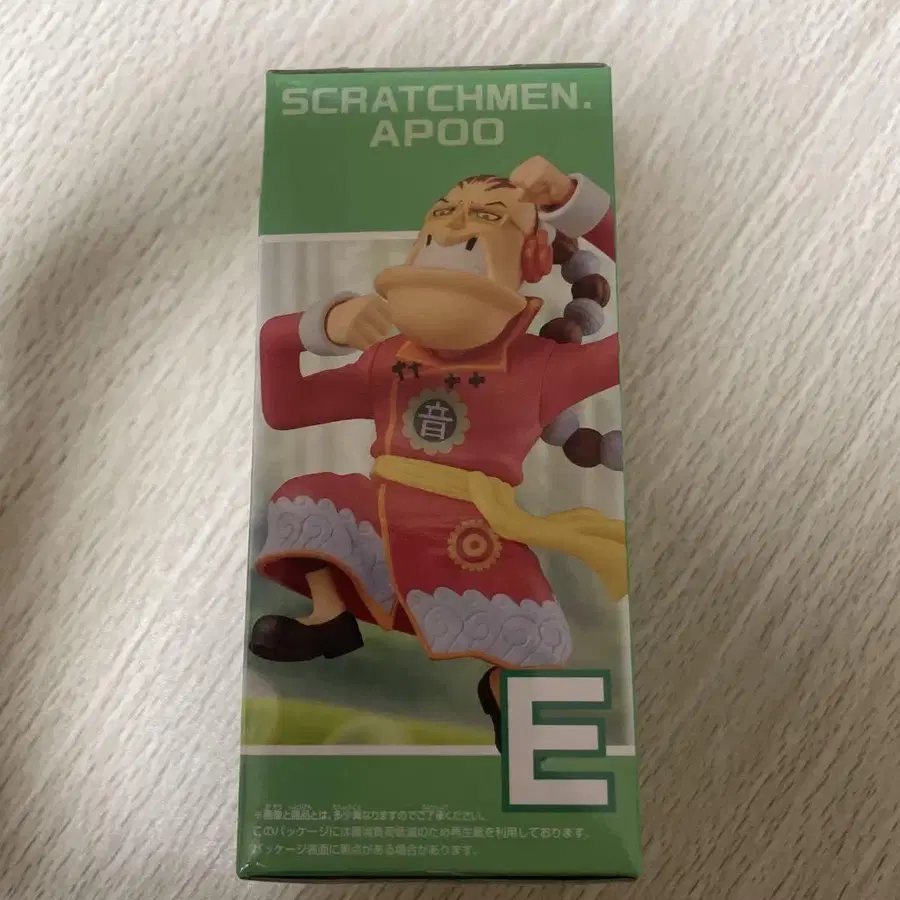 SCRATCHMEN.
APOO
音
E
※画像と商品とは、多少異なりますのでご了承ください。
このパッケージには環境負荷低減のため再生紙を利用しております。
パッケージ表面に斑点がある場合があります。